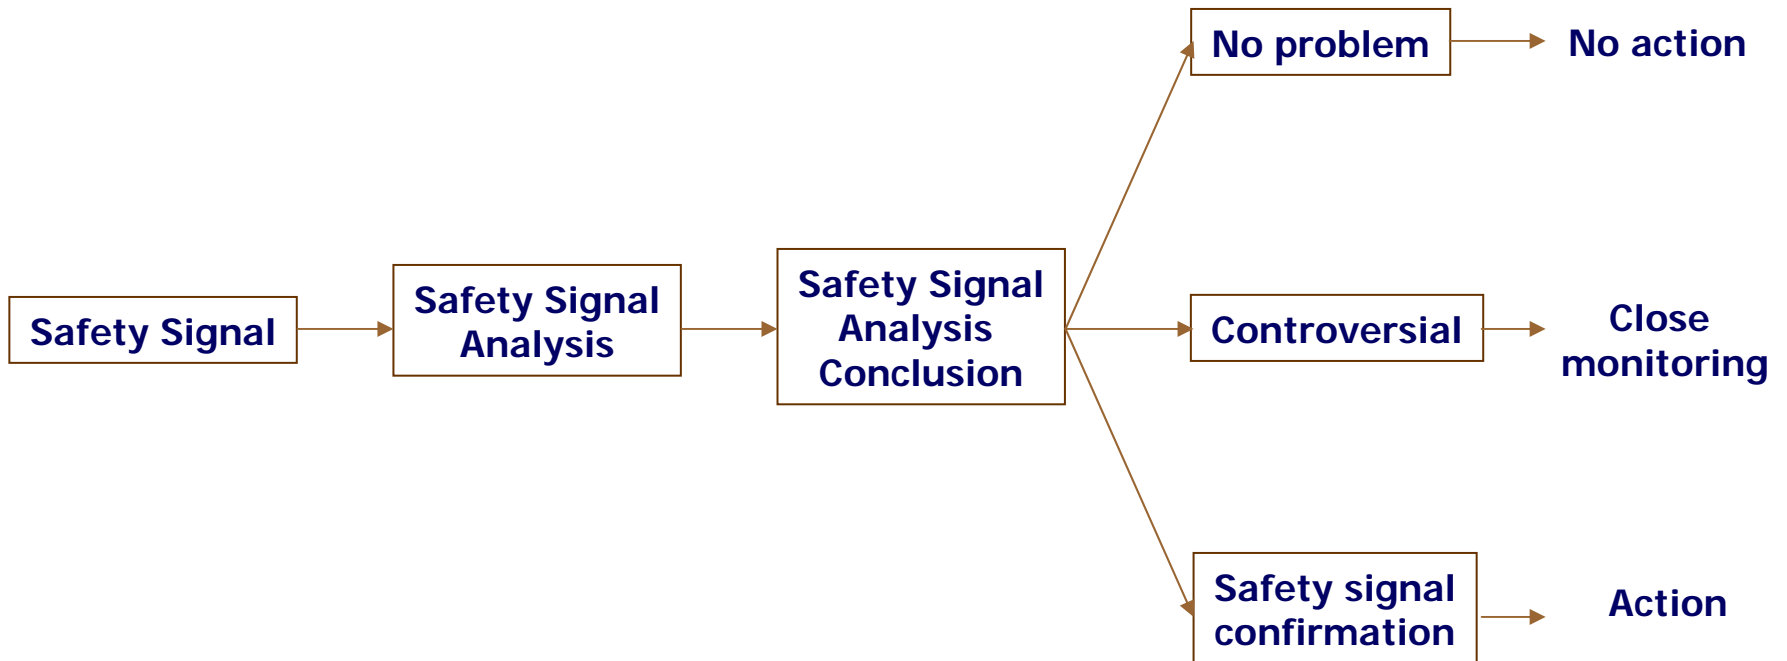 No problem
No action
Safety Signal
Safety Signal
Analysis
Safety Signal
Analysis
Conclusion
Controversial
Close
monitoring
Safety signal
confirmation
Action